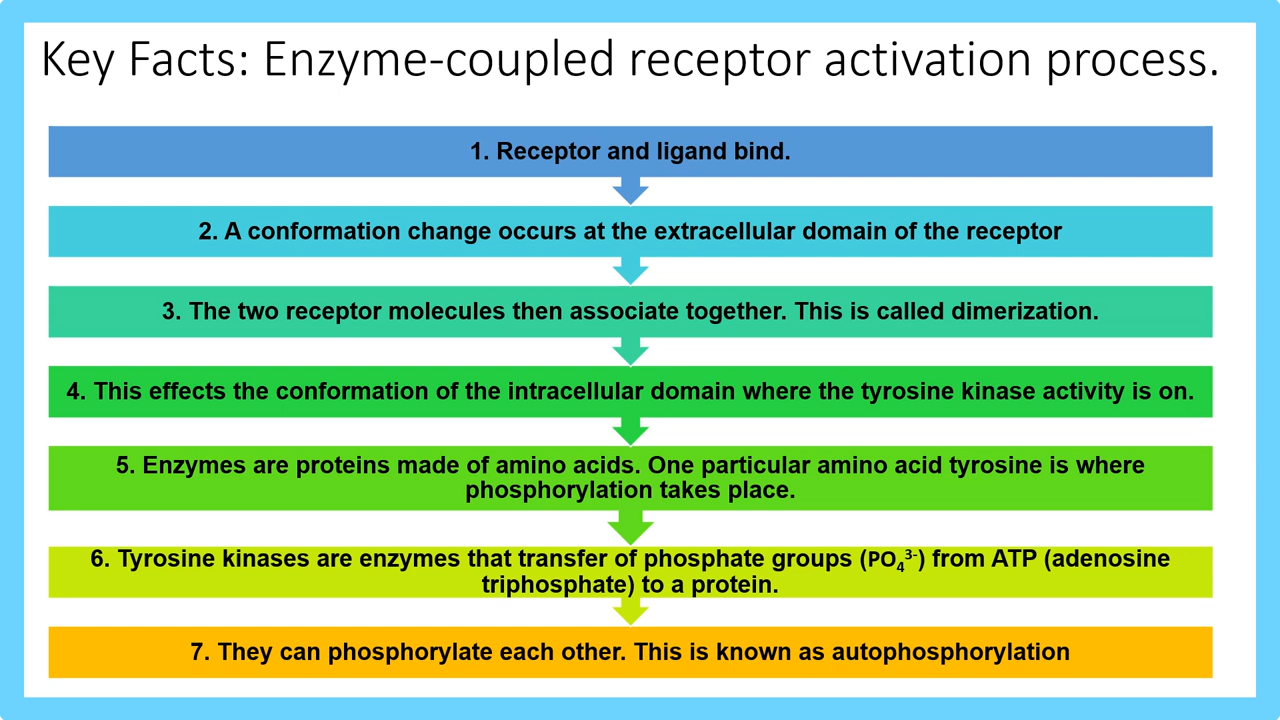 Key Facts: Enzyme-coupled receptor activation process.
1. Receptor and ligand bind.
2. A conformation change occurs at the extracellular domain of the receptor
3. The two receptor molecules then associate together. This is called dimerization.
4. This effects the conformation of the intracellular domain where the tyrosine kinase activity is on.
5. Enzymes are proteins made of amino acids. One particular amino acid tyrosine is where
phosphorylation takes place.
6. Tyrosine kinases are enzymes that transfer of phosphate groups (PO₄³⁻) from ATP (adenosine
triphosphate) to a protein.
7. They can phosphorylate each other. This is known as autophosphorylation